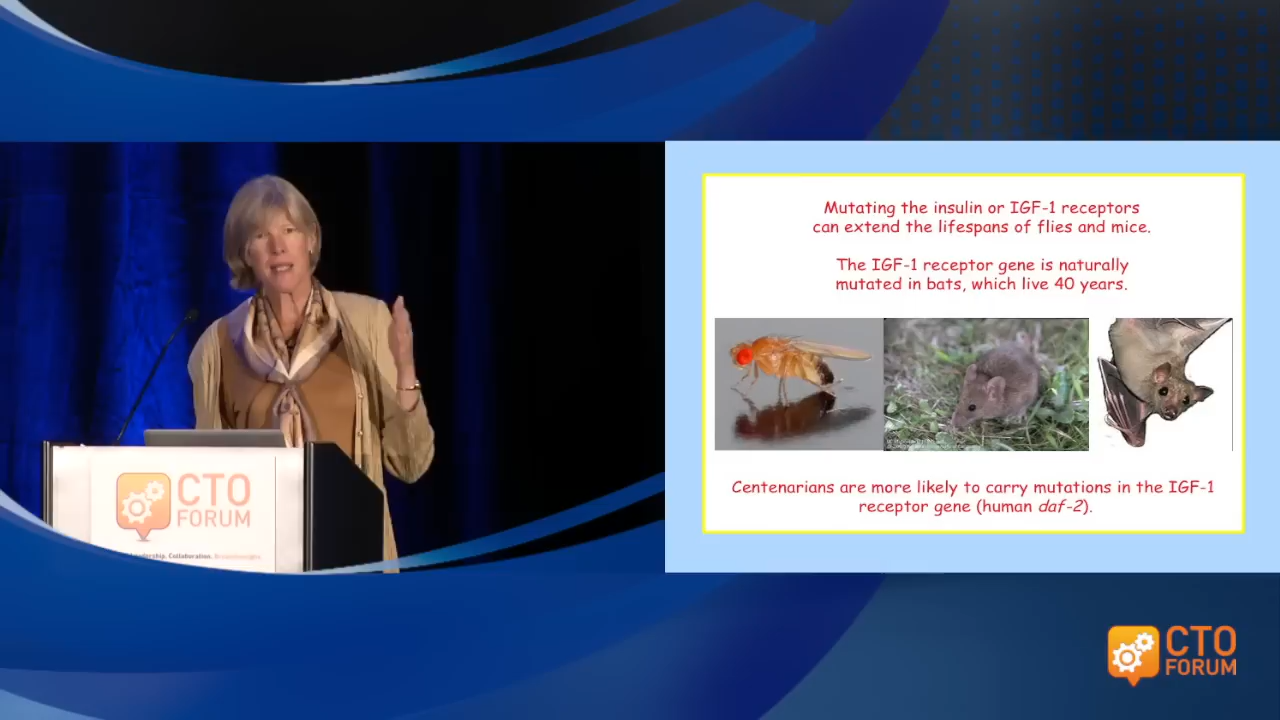 Mutating the insulin or IGF-1 receptors
can extend the lifespans of flies and mice.
The IGF-1 receptor gene is naturally
mutated in bats, which live 40 years.
Centenarians are more likely to carry mutations in the IGF-1
receptor gene (human daf-2).
CTO
FORUM
Collaboration.
CTO
FORUM